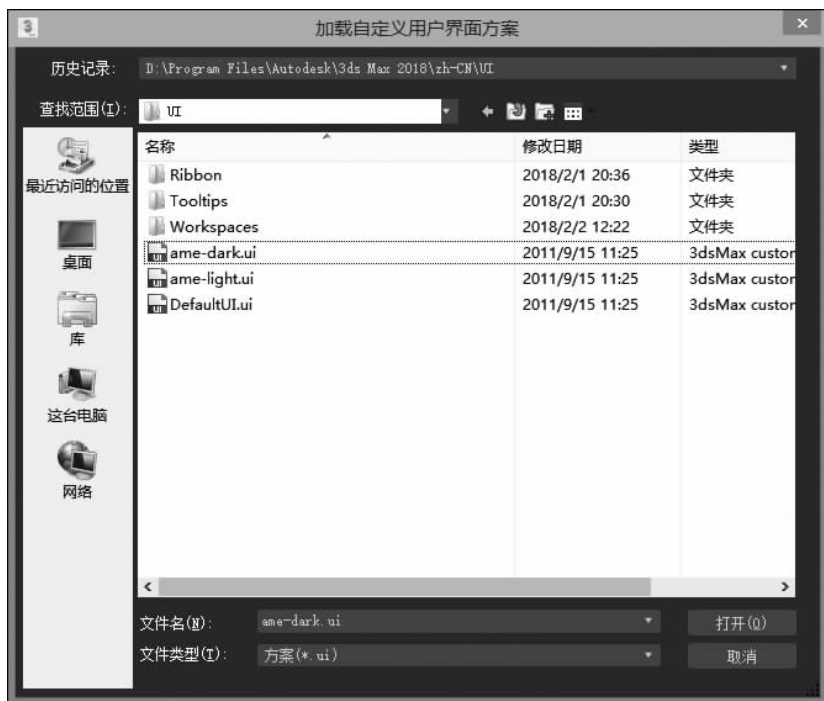 加载自定义用户界面方案
历史记录: D:\Program Files\Autodesk\3ds Max 2018\zh-CN\UI
查找范围(I): UI
名称 修改日期 类型
Ribbon 2018/2/1 20:36 文件夹
Tooltips 2018/2/1 20:30 文件夹
Workspaces 2018/2/2 12:22 文件夹
ame-dark.ui 2011/9/15 11:25 3dsMax custor
ame-light.ui 2011/9/15 11:25 3dsMax custor
DefaultUI.ui 2011/9/15 11:25 3dsMax custor
最近访问的位置
桌面
库
这台电脑
网络
文件名(N): ame-dark.ui 打开(O)
文件类型(T): 方案(*.ui) 取消